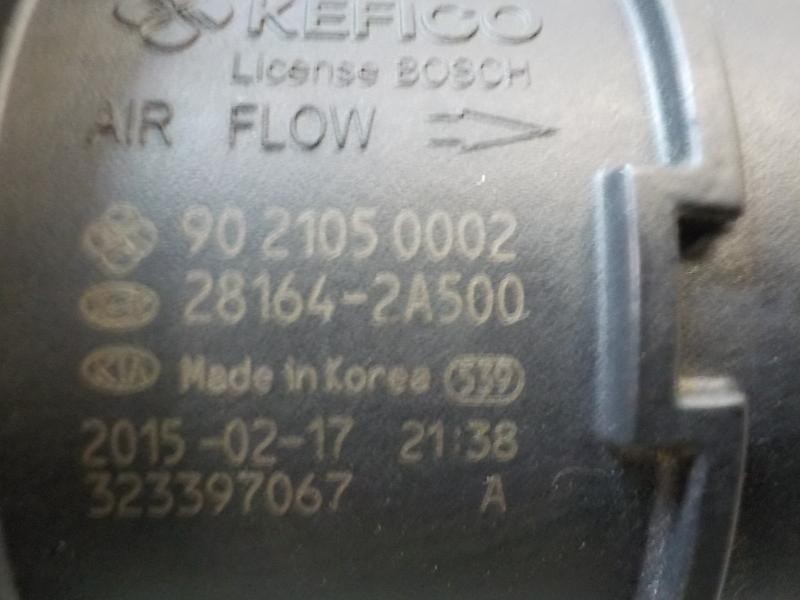 KEFICO
License BOSCH
AIR FLOW
90 2105 0002
28164-2A500
KIA Made in Korea 539
2015-02-17 21:38
323397067 A